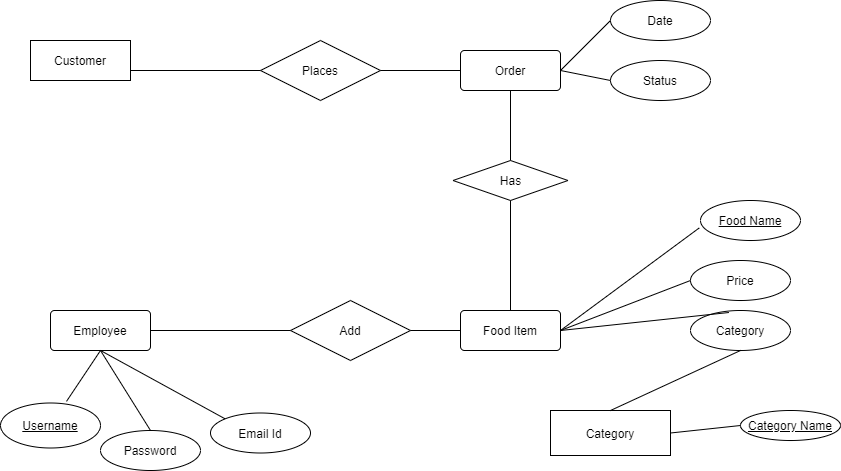 Date
Customer
Places
Order
Status
Has
Food Name
Price
Employee
Add
Food Item
Category
Username
Password
Email Id
Category
Category Name